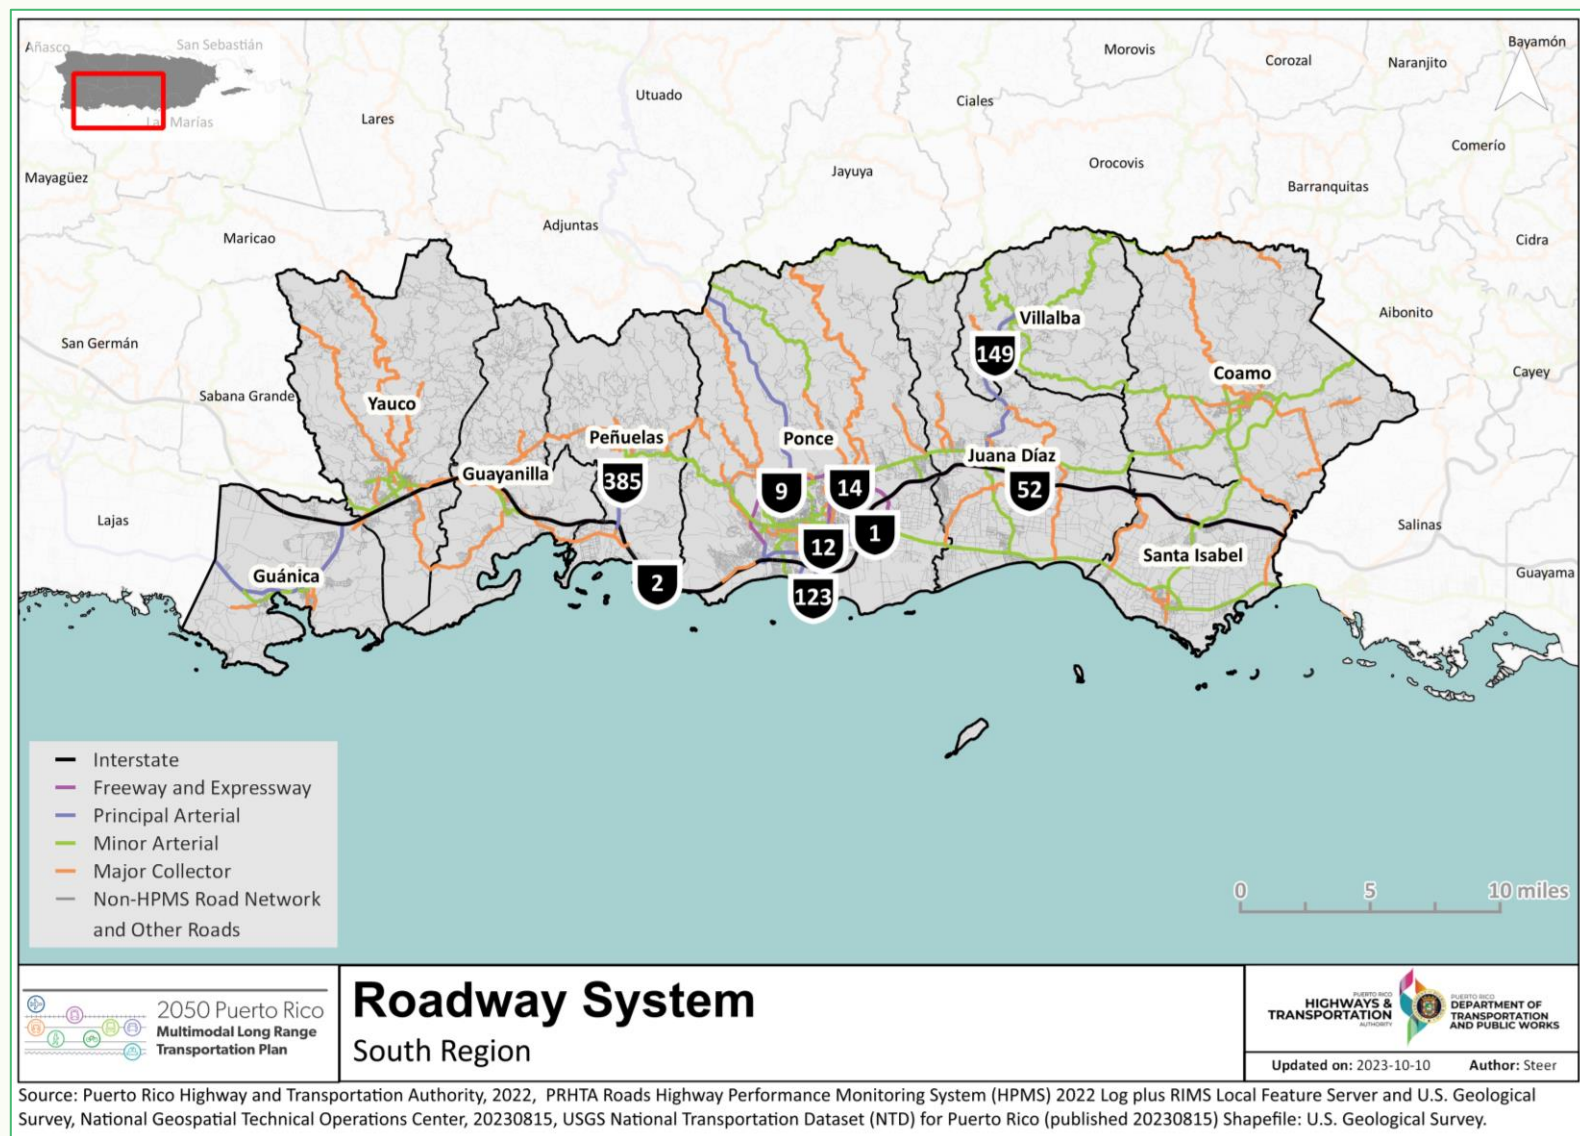 Añasco
San Sebastián
Las Marías
Mayagüez
Lares
Utuado
Ciales
Morovis
Corozal
Naranjito
Bayamón
Comerío
Orocovis
Barranquitas
Jayuya
Adjuntas
Maricao
Cidra
Aibonito
San Germán
Sabana Grande
Cayey
Lajas
Salinas
Guayama
Villalba
149
Coamo
Yauco
Peñuelas
Ponce
Juana Díaz
Guayanilla
385
9
14
52
1
12
Santa Isabel
Guánica
2
123
Interstate
Freeway and Expressway
Principal Arterial
Minor Arterial
Major Collector
Non-HPMS Road Network
and Other Roads
0 5 10 miles
2050 Puerto Rico
Multimodal Long Range
Transportation Plan
Roadway System
South Region
PUERTO RICO
HIGHWAYS &
TRANSPORTATION
AUTHORITY
PUERTO RICO
DEPARTMENT OF
TRANSPORTATION
AND PUBLIC WORKS
Updated on: 2023-10-10 Author: Steer
Source: Puerto Rico Highway and Transportation Authority, 2022, PRHTA Roads Highway Performance Monitoring System (HPMS) 2022 Log plus RIMS Local Feature Server and U.S. Geological
Survey, National Geospatial Technical Operations Center, 20230815, USGS National Transportation Dataset (NTD) for Puerto Rico (published 20230815) Shapefile: U.S. Geological Survey.